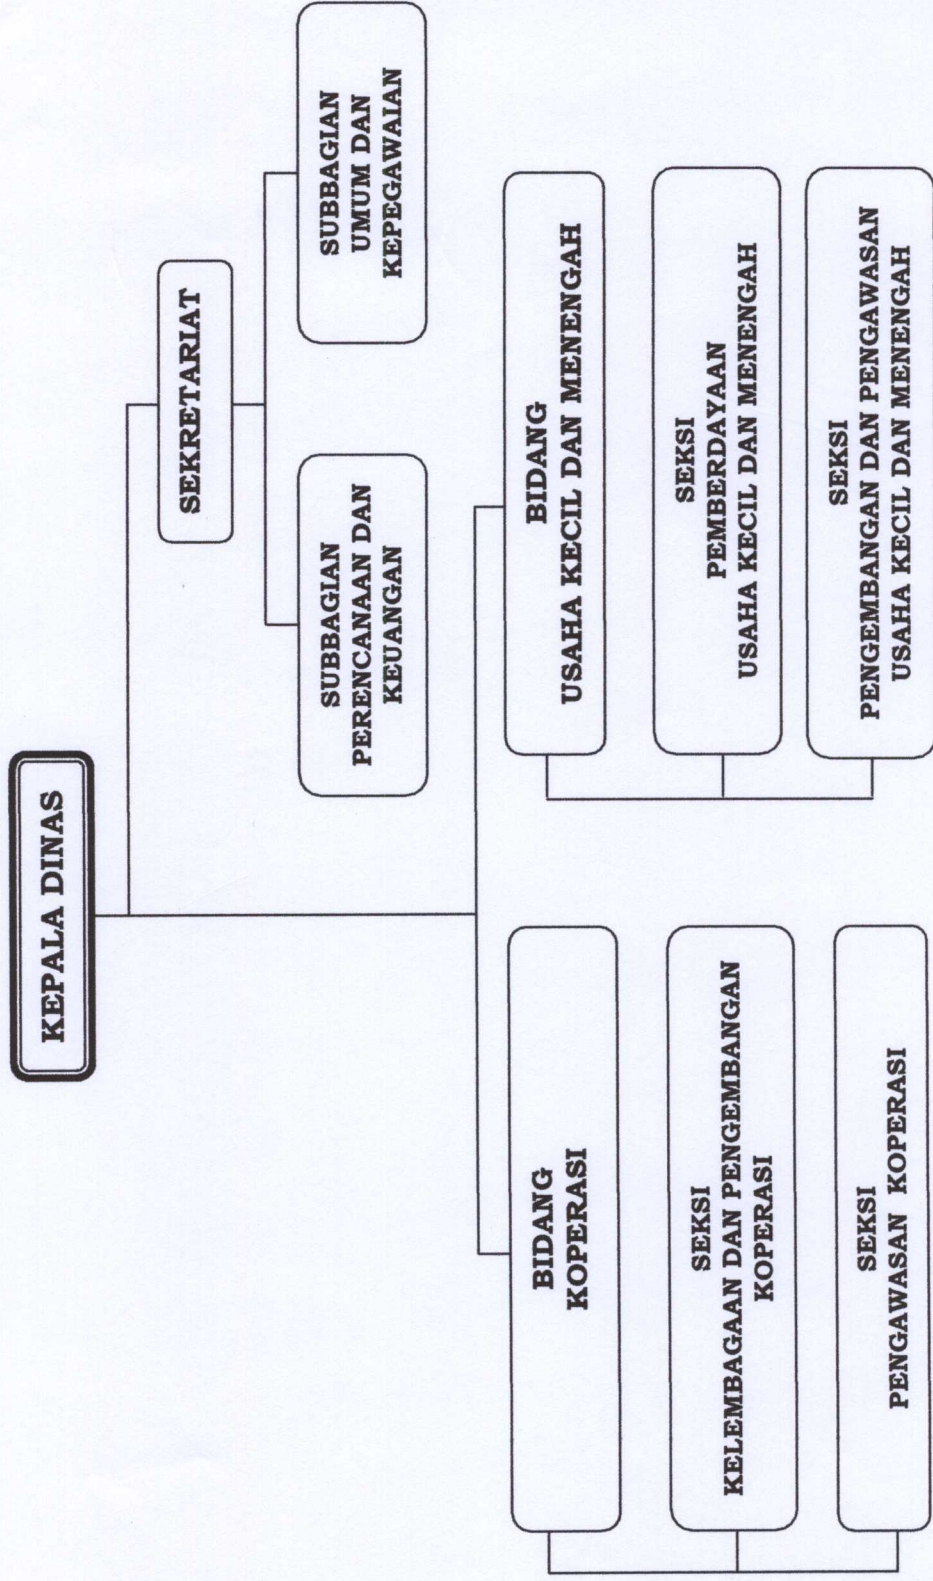 KEPALA DINAS
SEKRETARIAT
SUBBAGIAN
PERENCANAAN DAN
KEUANGAN
SUBBAGIAN
UMUM DAN
KEPEGAWAIAN
BIDANG
KOPERASI
SEKSI
KELEMBAGAAN DAN PENGEMBANGAN
KOPERASI
SEKSI
PENGAWASAN KOPERASI
BIDANG
USAHA KECIL DAN MENENGAH
SEKSI
PEMBERDAYAAN
USAHA KECIL DAN MENENGAH
SEKSI
PENGEMBANGAN DAN PENGAWASAN
USAHA KECIL DAN MENENGAH